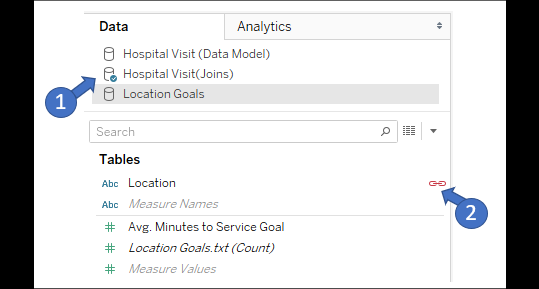 Data Analytics
Hospital Visit (Data Model)
Hospital Visit(Joins)
1
Location Goals
Search
Tables
Abc Location
Abc Measure Names
2
# Avg. Minutes to Service Goal
# Location Goals.txt (Count)
# Measure Values